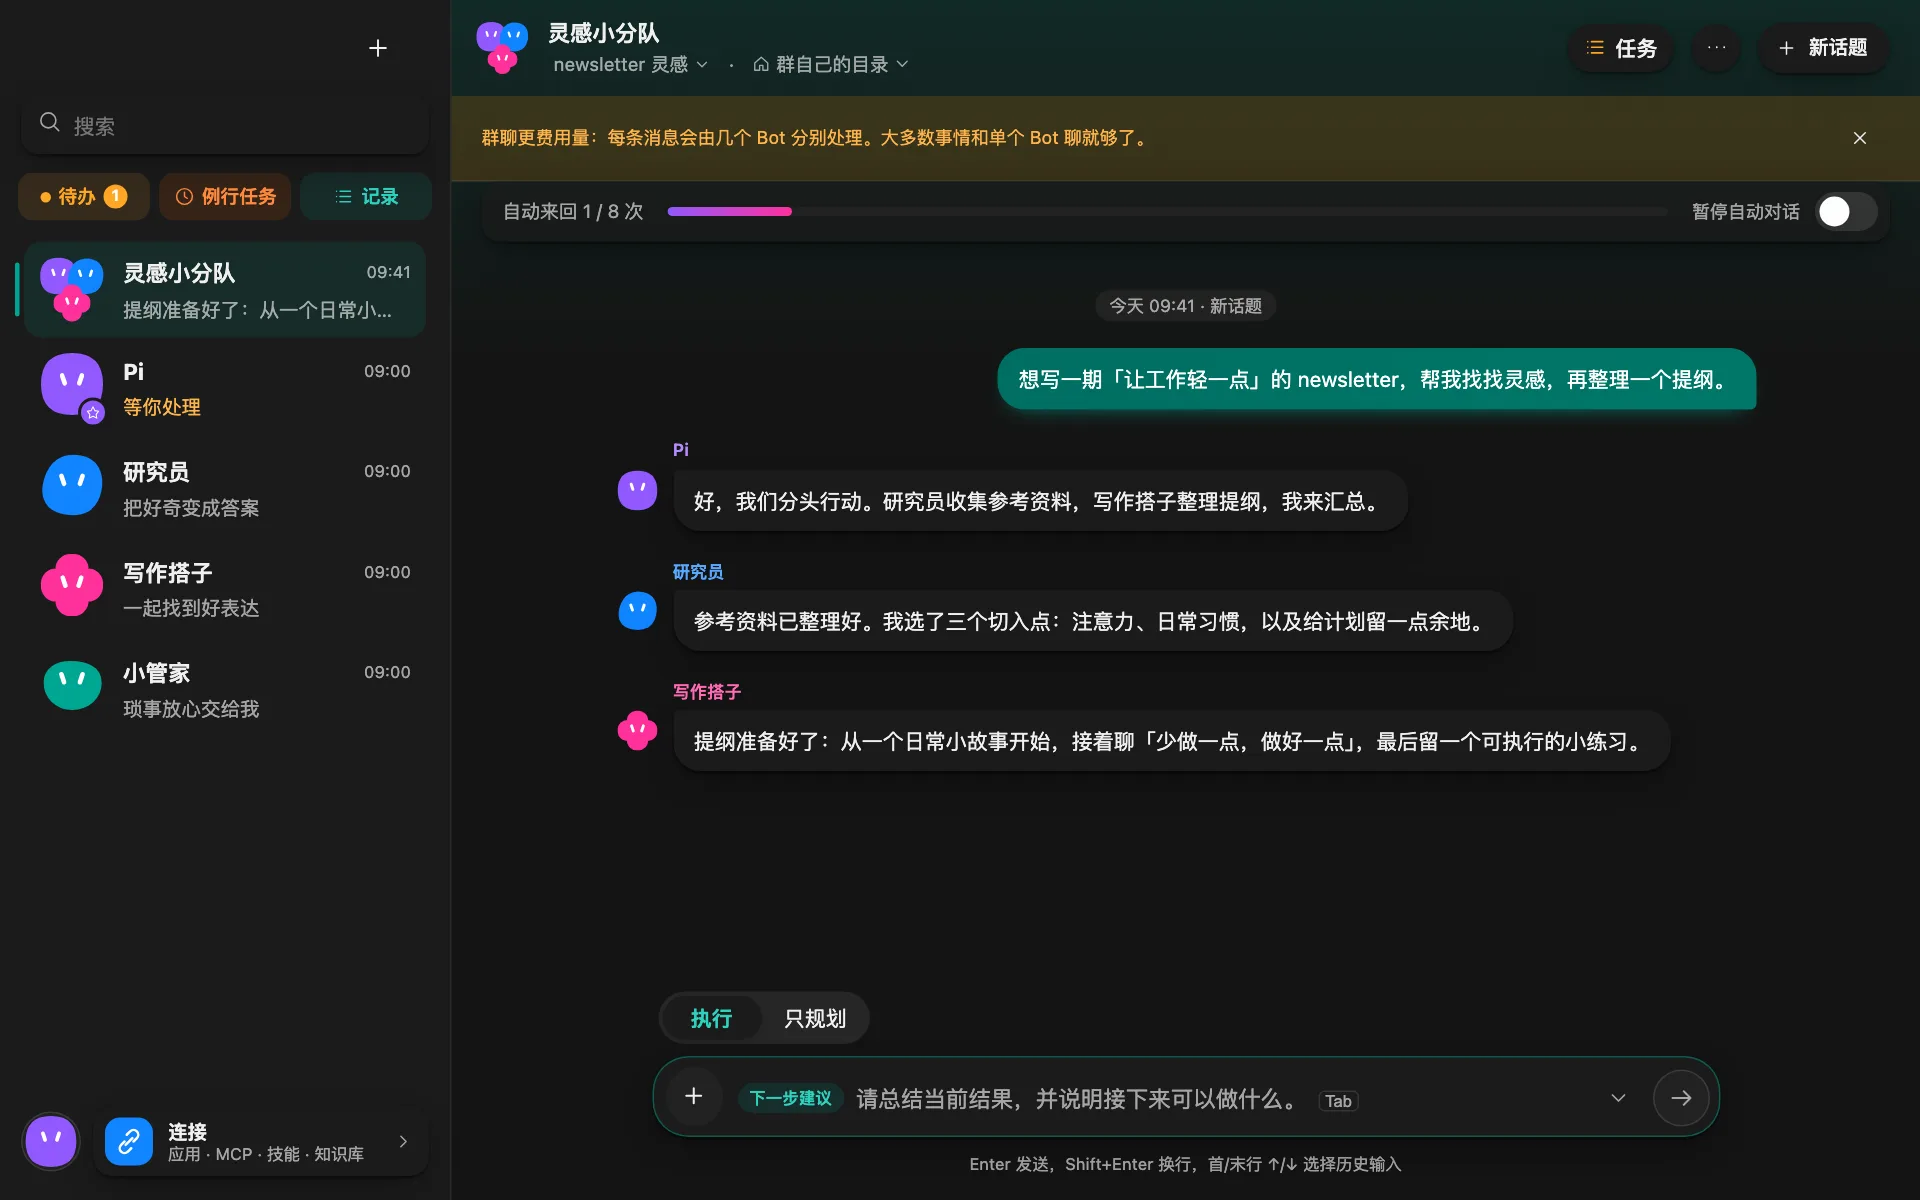 搜索
待办 1
例行任务
记录
灵感小分队
09:41
提纲准备好了：从一个日常小...
Pi
09:00
等你处理
研究员
09:00
把好奇变成答案
写作搭子
09:00
一起找到好表达
小管家
09:00
琐事放心交给我
连接
应用 · MCP · 技能 · 知识库
灵感小分队
newsletter 灵感 · 群自己的目录
任务
新话题
群聊更费用量：每条消息会由几个 Bot 分别处理。大多数事情和单个 Bot 聊就够了。
自动来回 1 / 8 次
暂停自动对话
今天 09:41 · 新话题
想写一期「让工作轻一点」的 newsletter，帮我找找灵感，再整理一个提纲。
Pi
好，我们分头行动。研究员收集参考资料，写作搭子整理提纲，我来汇总。
研究员
参考资料已整理好。我选了三个切入点：注意力、日常习惯，以及给计划留一点余地。
写作搭子
提纲准备好了：从一个日常小故事开始，接着聊「少做一点，做好一点」，最后留一个可执行的小练习。
执行
只规划
下一步建议 请总结当前结果，并说明接下来可以做什么。 Tab
Enter 发送，Shift+Enter 换行，首/末行 ↑/↓ 选择历史输入